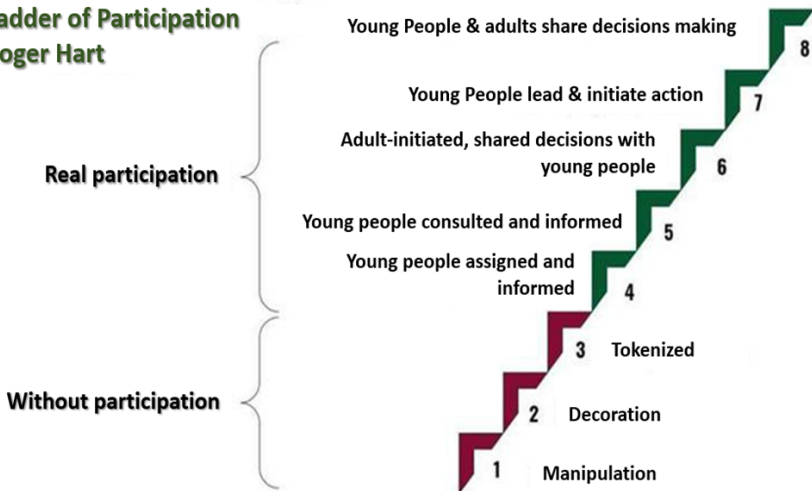 adder of Participation
oger Hart
Young People & adults share decisions making
8
Young People lead & initiate action
7
Adult-initiated, shared decisions with
young people
6
Real participation
Young people consulted and informed
5
Young people assigned and
informed
4
3 Tokenized
Without participation
2 Decoration
1 Manipulation